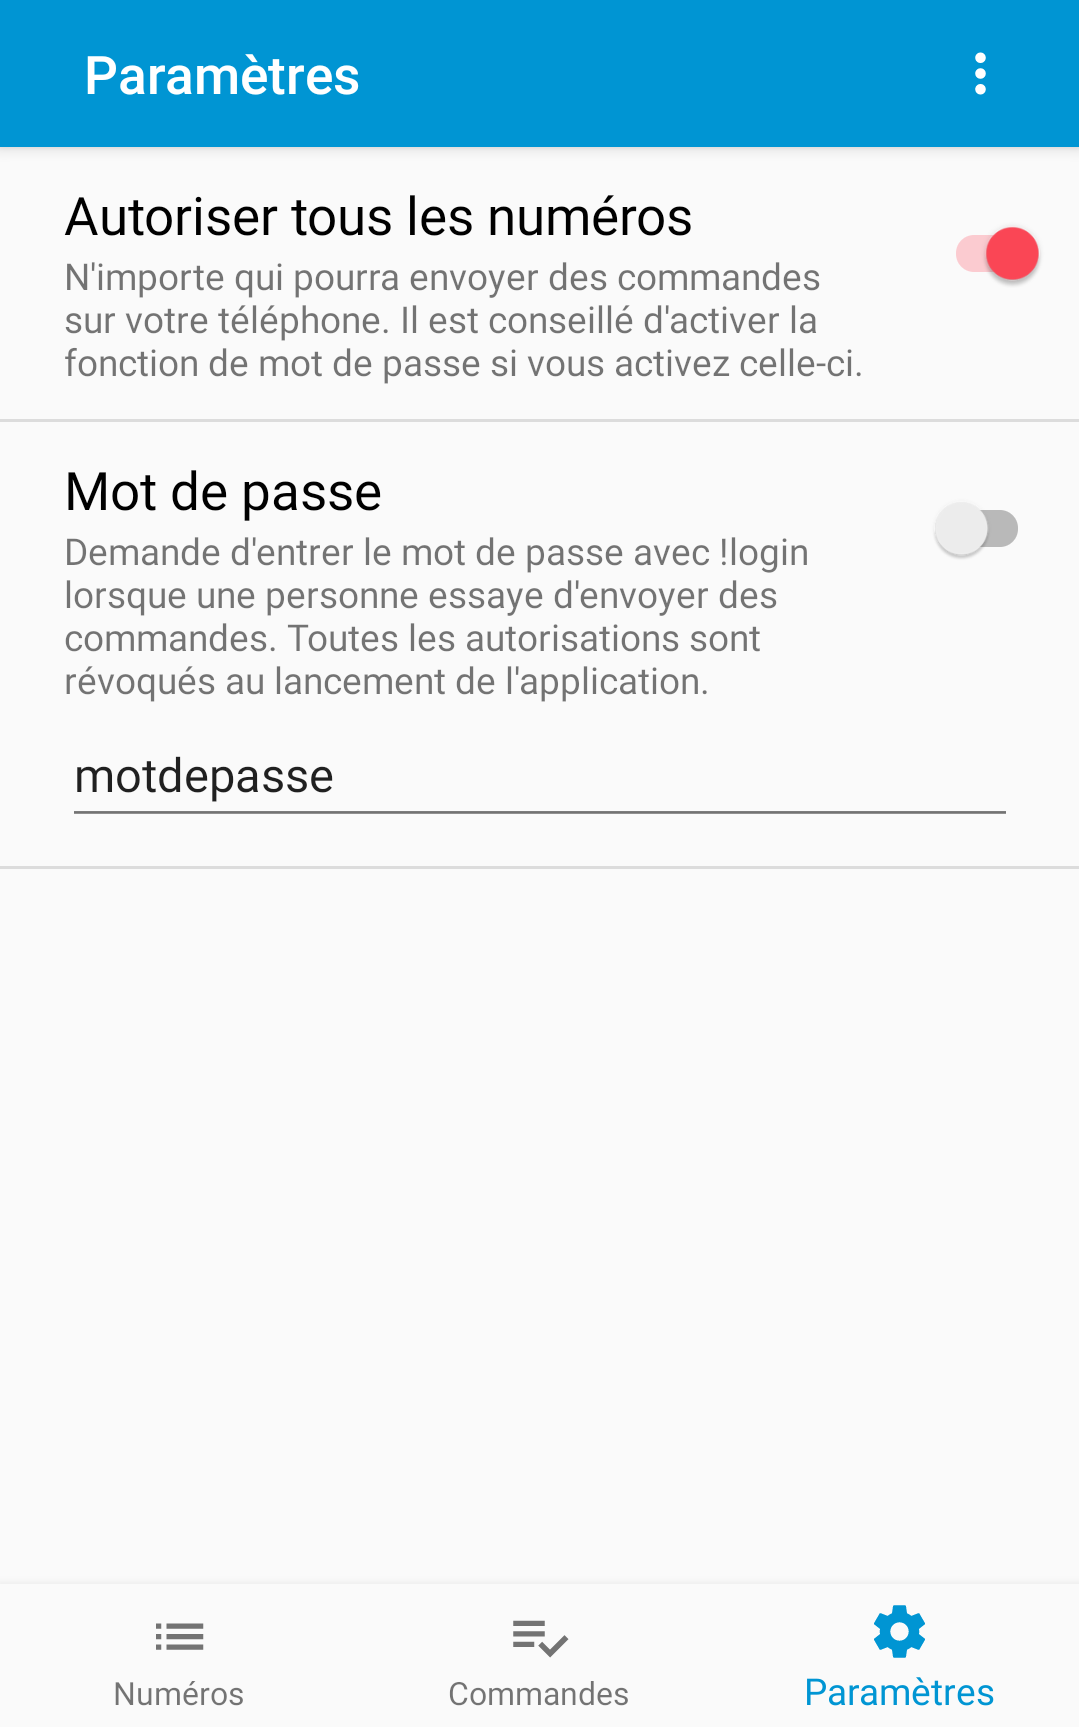 Paramètres
Autoriser tous les numéros
N'importe qui pourra envoyer des commandes
sur votre téléphone. Il est conseillé d'activer la
fonction de mot de passe si vous activez celle-ci.
Mot de passe
Demande d'entrer le mot de passe avec !login
lorsque une personne essaye d'envoyer des
commandes. Toutes les autorisations sont
révoqués au lancement de l'application.
motdepasse
Numéros
Commandes
Paramètres